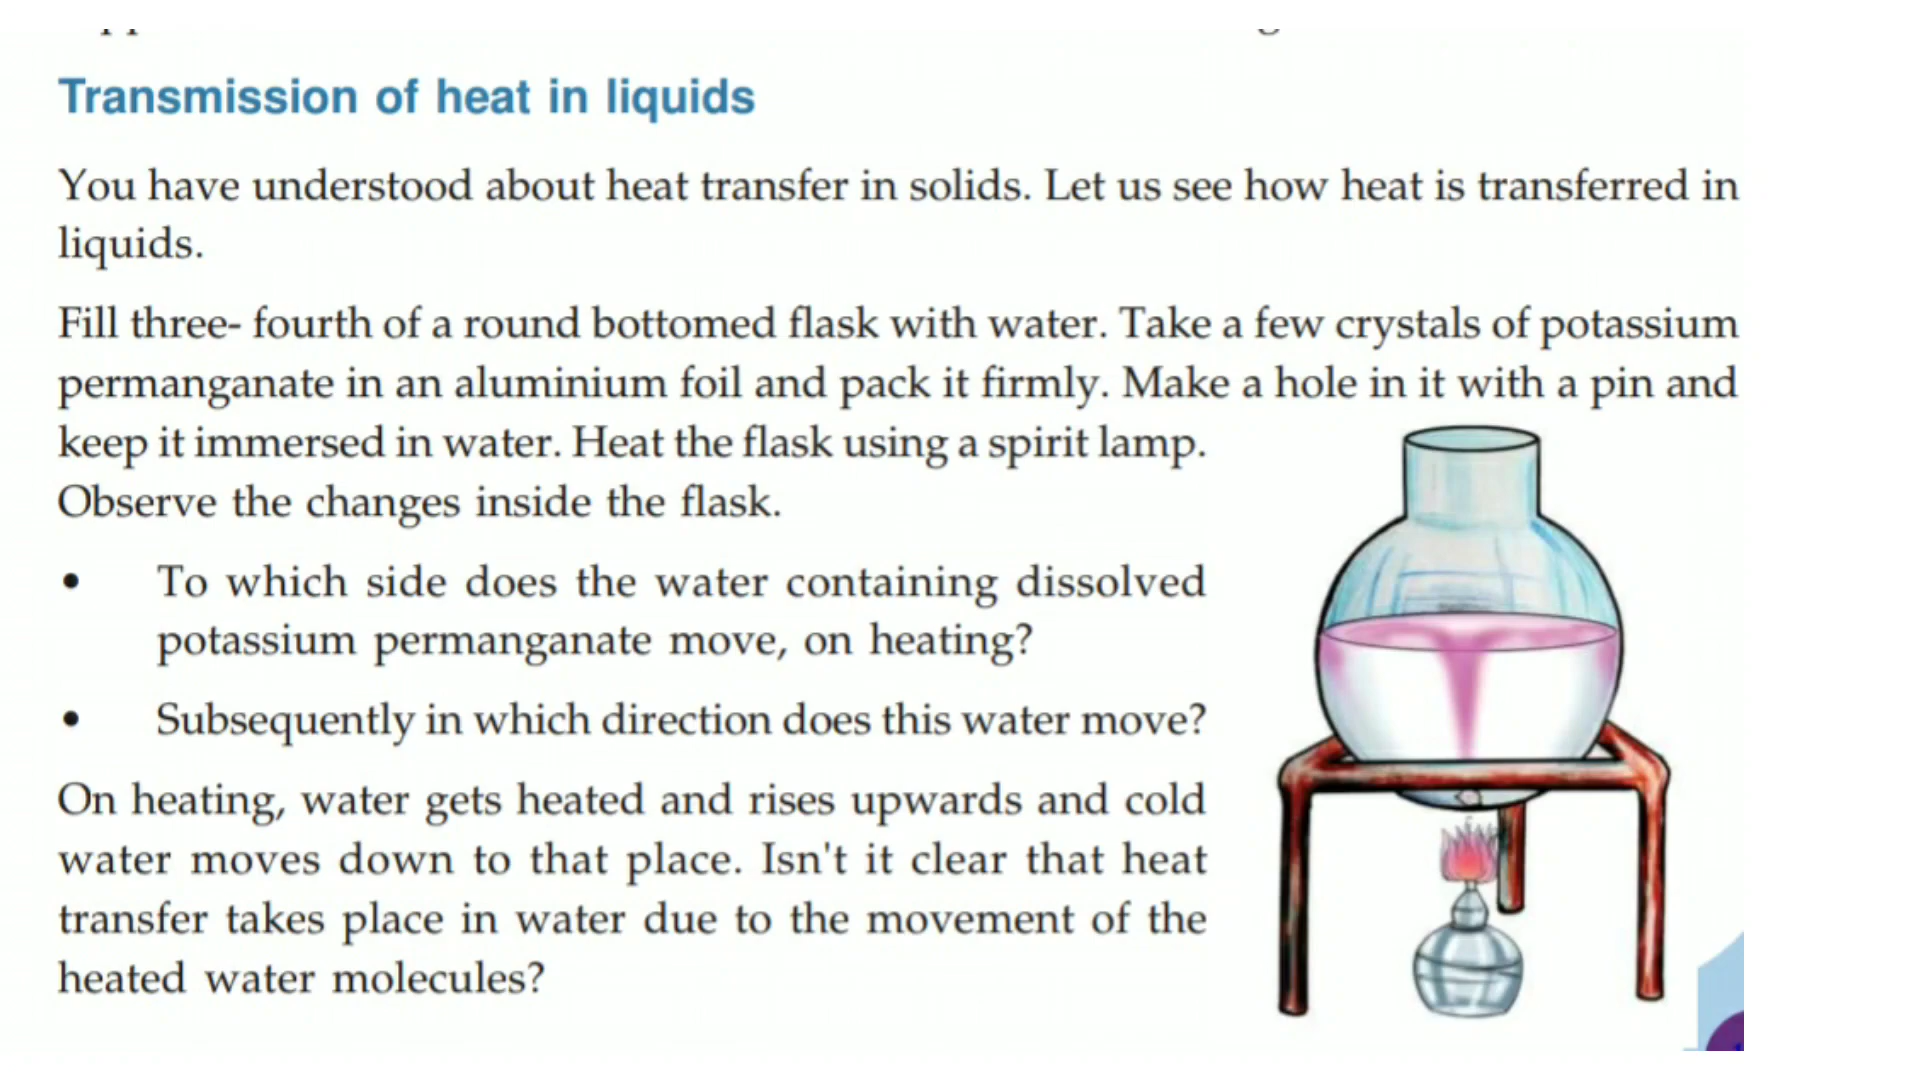 Transmission of heat in liquids
You have understood about heat transfer in solids. Let us see how heat is transferred in
liquids.
Fill three- fourth of a round bottomed flask with water. Take a few crystals of potassium
permanganate in an aluminium foil and pack it firmly. Make a hole in it with a pin and
keep it immersed in water. Heat the flask using a spirit lamp.
Observe the changes inside the flask.
• To which side does the water containing dissolved
potassium permanganate move, on heating?
• Subsequently in which direction does this water move?
On heating, water gets heated and rises upwards and cold
water moves down to that place. Isn't it clear that heat
transfer takes place in water due to the movement of the
heated water molecules?